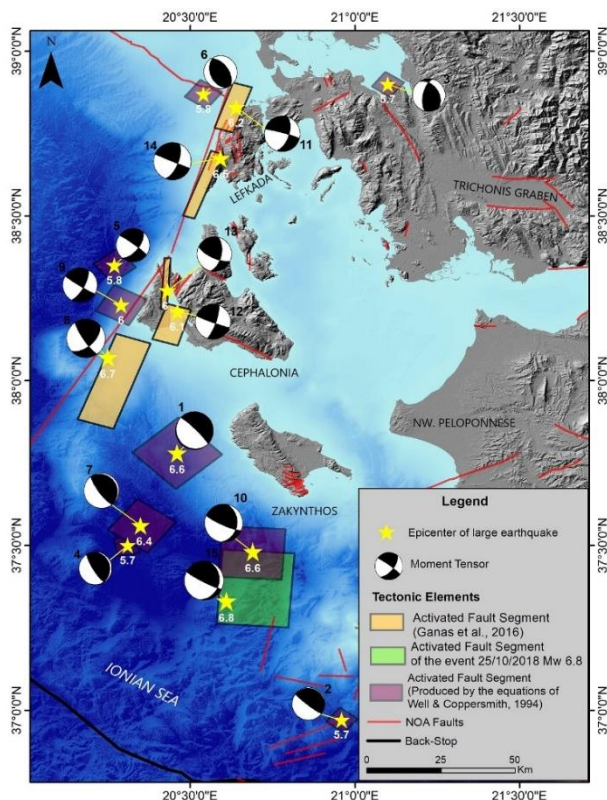 20°30'0"E 21°0'0"E 21°30'0"E
N
39°0'0"N
39°0'0"N
6
5.8
6.2
5.7
11
14
6.5
LEFKADA
TRICHONIS GRABEN
38°30'0"N
38°30'0"N
5
13
5.8
6
6.1
6.7
38°0'0"N
38°0'0"N
CEPHALONIA
1
NW. PELOPONNESE
6.6
7
10
ZAKYNTHOS
6.4
37°30'0"N
37°30'0"N
4
5.7
15
6.6
6.8
IONIAN SEA
2
37°0'0"N
37°0'0"N
5.7
Legend
Epicenter of large earthquake
Moment Tensor
Tectonic Elements
Activated Fault Segment
(Ganas et al., 2016)
Activated Fault Segment
of the event 25/10/2018 Mw 6.8
Activated Fault Segment
(Produced by the equations of
Well & Coppersmith, 1994)
NOA Faults
Back-Stop
0 25 50
Km
20°30'0"E 21°0'0"E 21°30'0"E